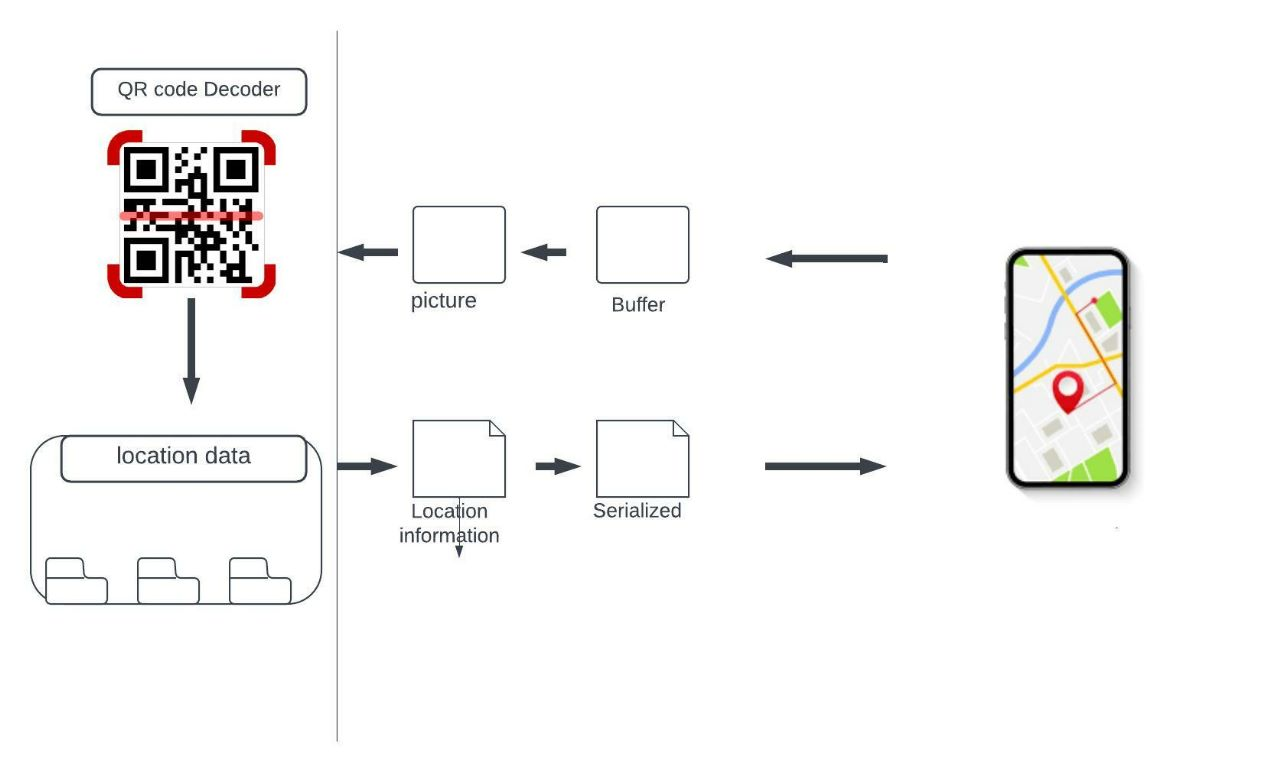 QR code Decoder
picture
Buffer
location data
Location
information
Serialized